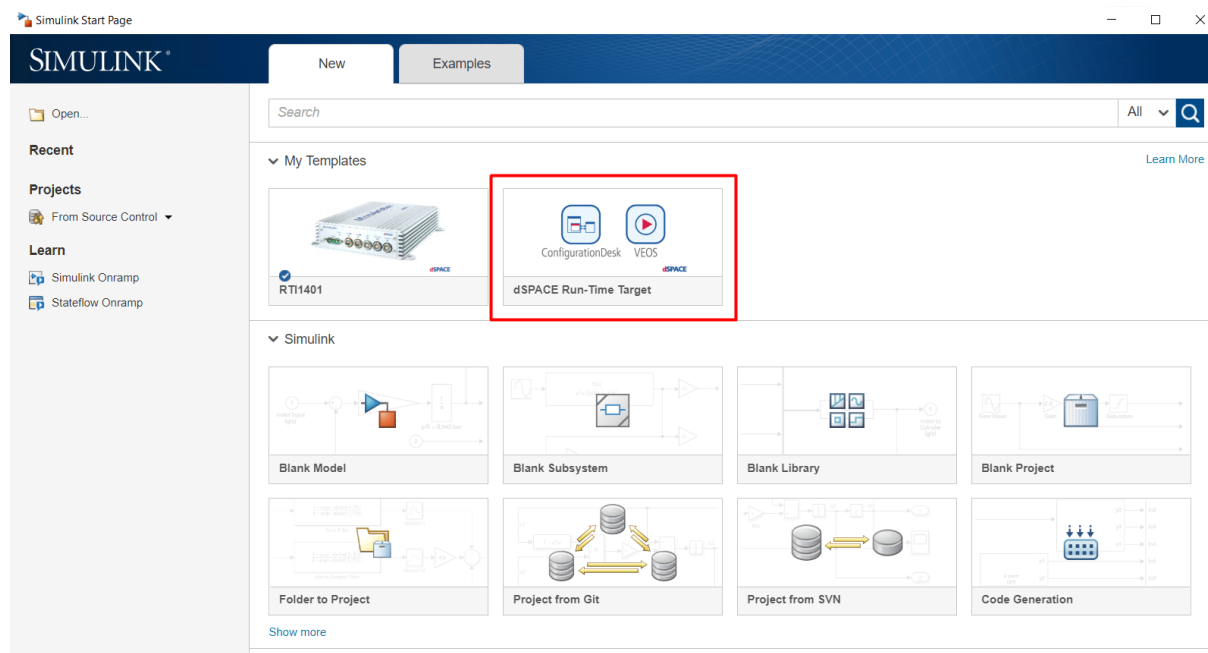 Simulink Start Page
SIMULINK®
New
Examples
Open...
Recent
Projects
From Source Control
Learn
Simulink Onramp
Stateflow Onramp
Search
All
My Templates
Learn More
dSPACE
RTI1401
ConfigurationDesk
VEOS
dSPACE
dSPACE Run-Time Target
Simulink
Blank Model
Blank Subsystem
Blank Library
Blank Project
Folder to Project
Project from Git
Project from SVN
Code Generation
Show more